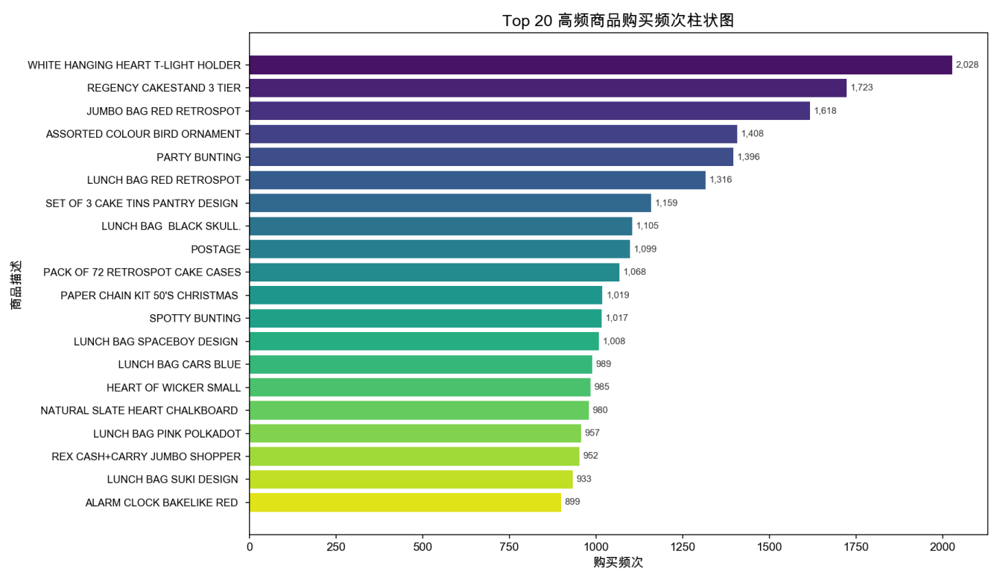 Top 20 高频商品购买频次柱状图
WHITE HANGING HEART T-LIGHT HOLDER 2,028
REGENCY CAKESTAND 3 TIER 1,723
JUMBO BAG RED RETROSPOT 1,618
ASSORTED COLOUR BIRD ORNAMENT 1,408
PARTY BUNTING 1,396
LUNCH BAG RED RETROSPOT 1,316
SET OF 3 CAKE TINS PANTRY DESIGN 1,159
LUNCH BAG  BLACK SKULL. 1,105
POSTAGE 1,099
PACK OF 72 RETROSPOT CAKE CASES 1,068
PAPER CHAIN KIT 50'S CHRISTMAS 1,019
SPOTTY BUNTING 1,017
LUNCH BAG SPACEBOY DESIGN 1,008
LUNCH BAG CARS BLUE 989
HEART OF WICKER SMALL 985
NATURAL SLATE HEART CHALKBOARD 980
LUNCH BAG PINK POLKADOT 957
REX CASH+CARRY JUMBO SHOPPER 952
LUNCH BAG SUKI DESIGN 933
ALARM CLOCK BAKELIKE RED 899
商品描述
0 250 500 750 1000 1250 1500 1750 2000
购买频次